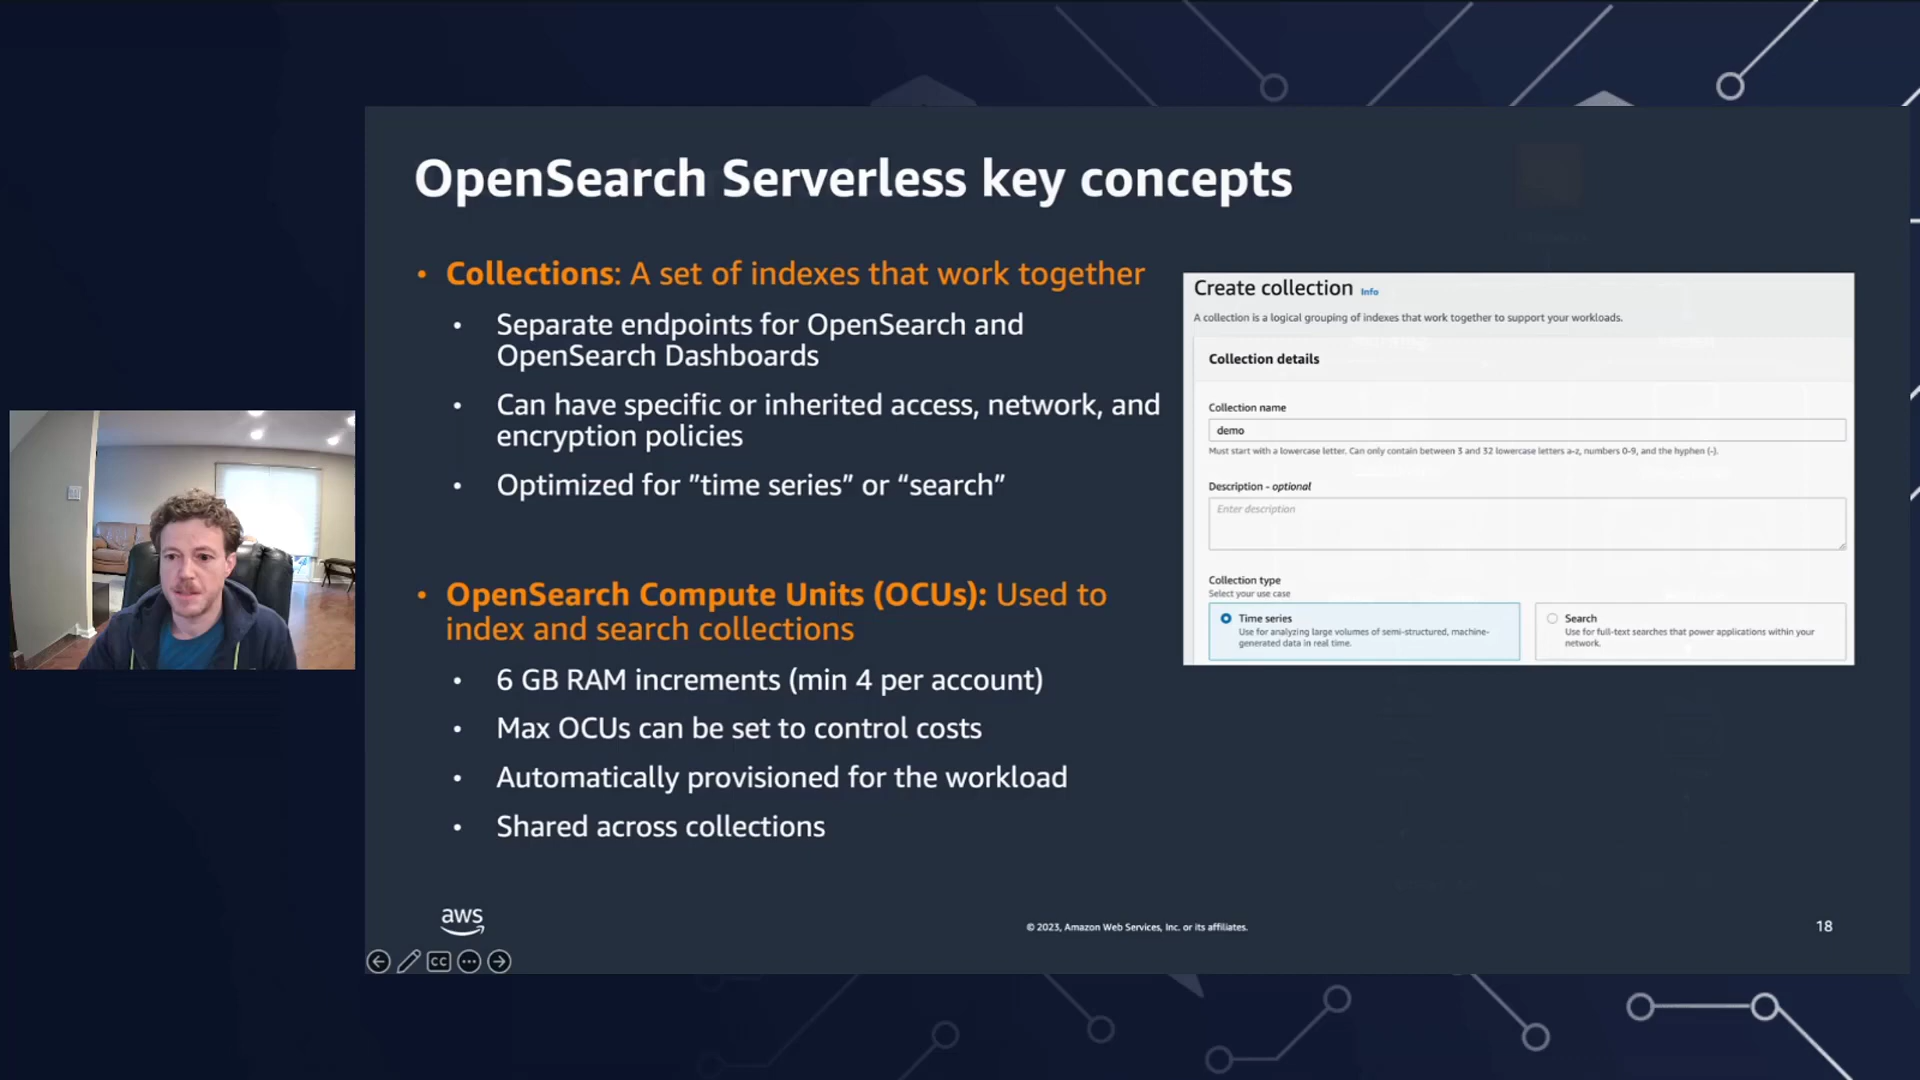 OpenSearch Serverless key concepts
• Collections: A set of indexes that work together
• Separate endpoints for OpenSearch and
OpenSearch Dashboards
• Can have specific or inherited access, network, and
encryption policies
• Optimized for ”time series” or “search”
• OpenSearch Compute Units (OCUs): Used to
index and search collections
• 6 GB RAM increments (min 4 per account)
• Max OCUs can be set to control costs
• Automatically provisioned for the workload
• Shared across collections
Create collection Info
A collection is a logical grouping of indexes that work together to support your workloads.
Collection details
Collection name
demo
Must start with a lowercase letter. Can only contain between 3 and 32 lowercase letters a-z, numbers 0-9, and the hyphen (-).
Description - optional
Enter description
Collection type
Select your use case
Time series
Use for analyzing large volumes of semi-structured, machine-
generated data in real time.
Search
Use for full-text searches that power applications within your
network.
aws
© 2023, Amazon Web Services, Inc. or its affiliates.
18
CC